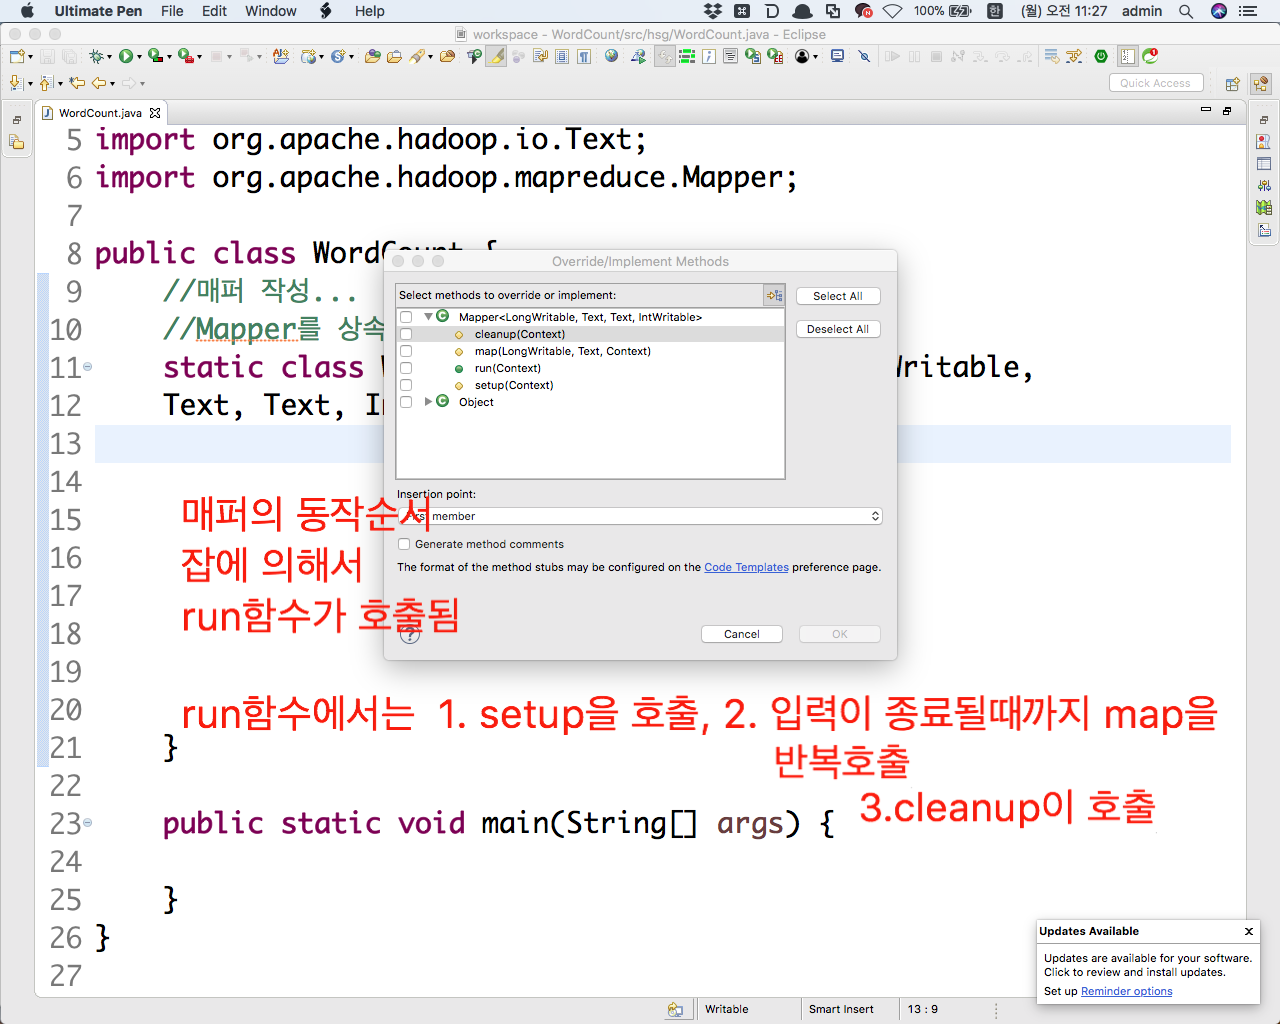 Ultimate Pen File Edit Window Help 100% 한 (월) 오전 11:27 admin
workspace - WordCount/src/hsg/WordCount.java - Eclipse
Quick Access
WordCount.java
5 import org.apache.hadoop.io.Text;
6 import org.apache.hadoop.mapreduce.Mapper;
7
8 public class WordCount {
Override/Implement Methods
9 //매퍼 작성...
Select methods to override or implement:
Select All
Mapper<LongWritable, Text, Text, IntWritable>
10 //Mapper를 상속
cleanup(Context)
Deselect All
map(LongWritable, Text, Context)
11 static class Writable,
run(Context)
setup(Context)
12 Text, Text,
Object
13
14
Insertion point:
15 매퍼의 동작순서
First member
16 잡에 의해서
Generate method comments
The format of the method stubs may be configured on the Code Templates preference page.
17 run함수가 호출됨
18
?
Cancel OK
19
20 run함수에서는 1. setup을 호출, 2. 입력이 종료될때까지 map을
21 }
반복호출
22
3.cleanup이 호출
23 public static void main(String[] args) {
24
25 }
26 }
27
Updates Available X
Updates are available for your software.
Click to review and install updates.
Set up Reminder options
Writable Smart Insert 13 : 9